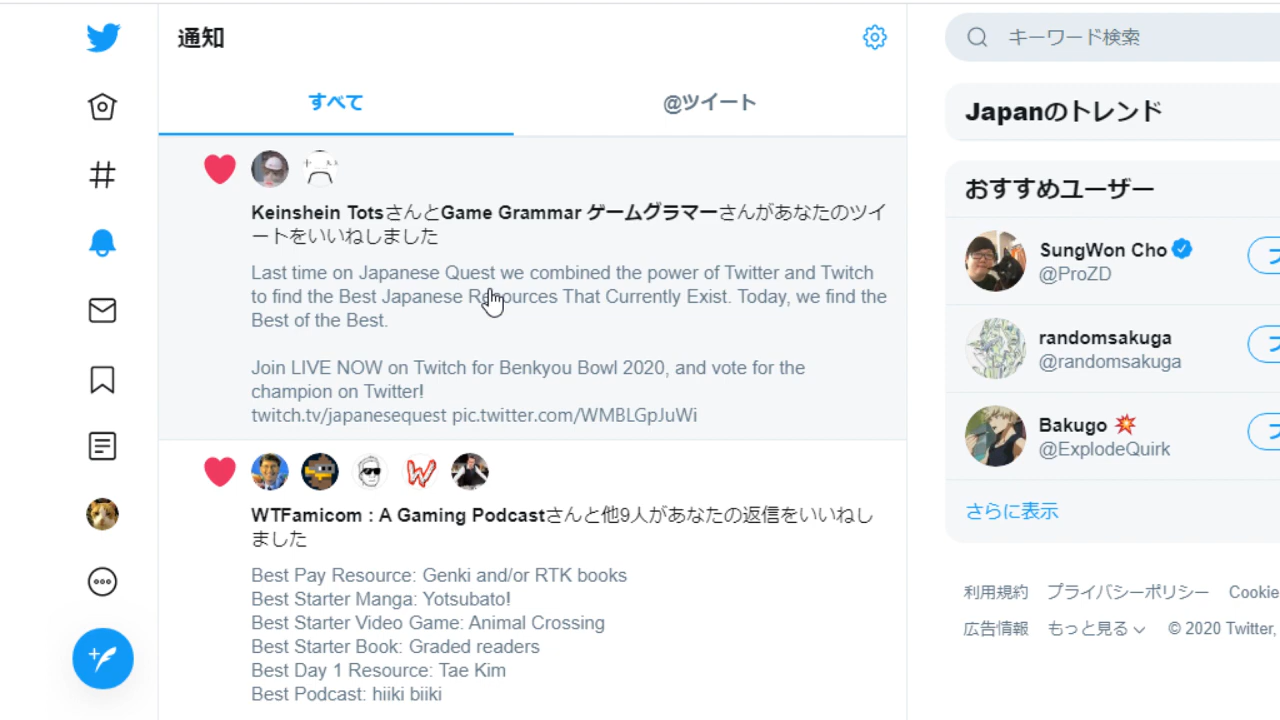 通知
すべて
@ツイート
Keinshein TotsさんとGame Grammar ゲームグラマーさんがあなたのツイ
ートをいいねしました
Last time on Japanese Quest we combined the power of Twitter and Twitch
to find the Best Japanese Resources That Currently Exist. Today, we find the
Best of the Best.
Join LIVE NOW on Twitch for Benkyou Bowl 2020, and vote for the
champion on Twitter!
twitch.tv/japanesequest pic.twitter.com/WMBLGpJuWi
WTFamicom : A Gaming Podcastさんと他9人があなたの返信をいいねし
ました
Best Pay Resource: Genki and/or RTK books
Best Starter Manga: Yotsubato!
Best Starter Video Game: Animal Crossing
Best Starter Book: Graded readers
Best Day 1 Resource: Tae Kim
Best Podcast: hiiki biiki
キーワード検索
Japanのトレンド
おすすめユーザー
SungWon Cho
@ProZD
フ
randomsakuga
@randomsakuga
フ
Bakugo 💥
@ExplodeQuirk
フ
さらに表示
利用規約 プライバシーポリシー Cookie
広告情報 もっと見る © 2020 Twitter,